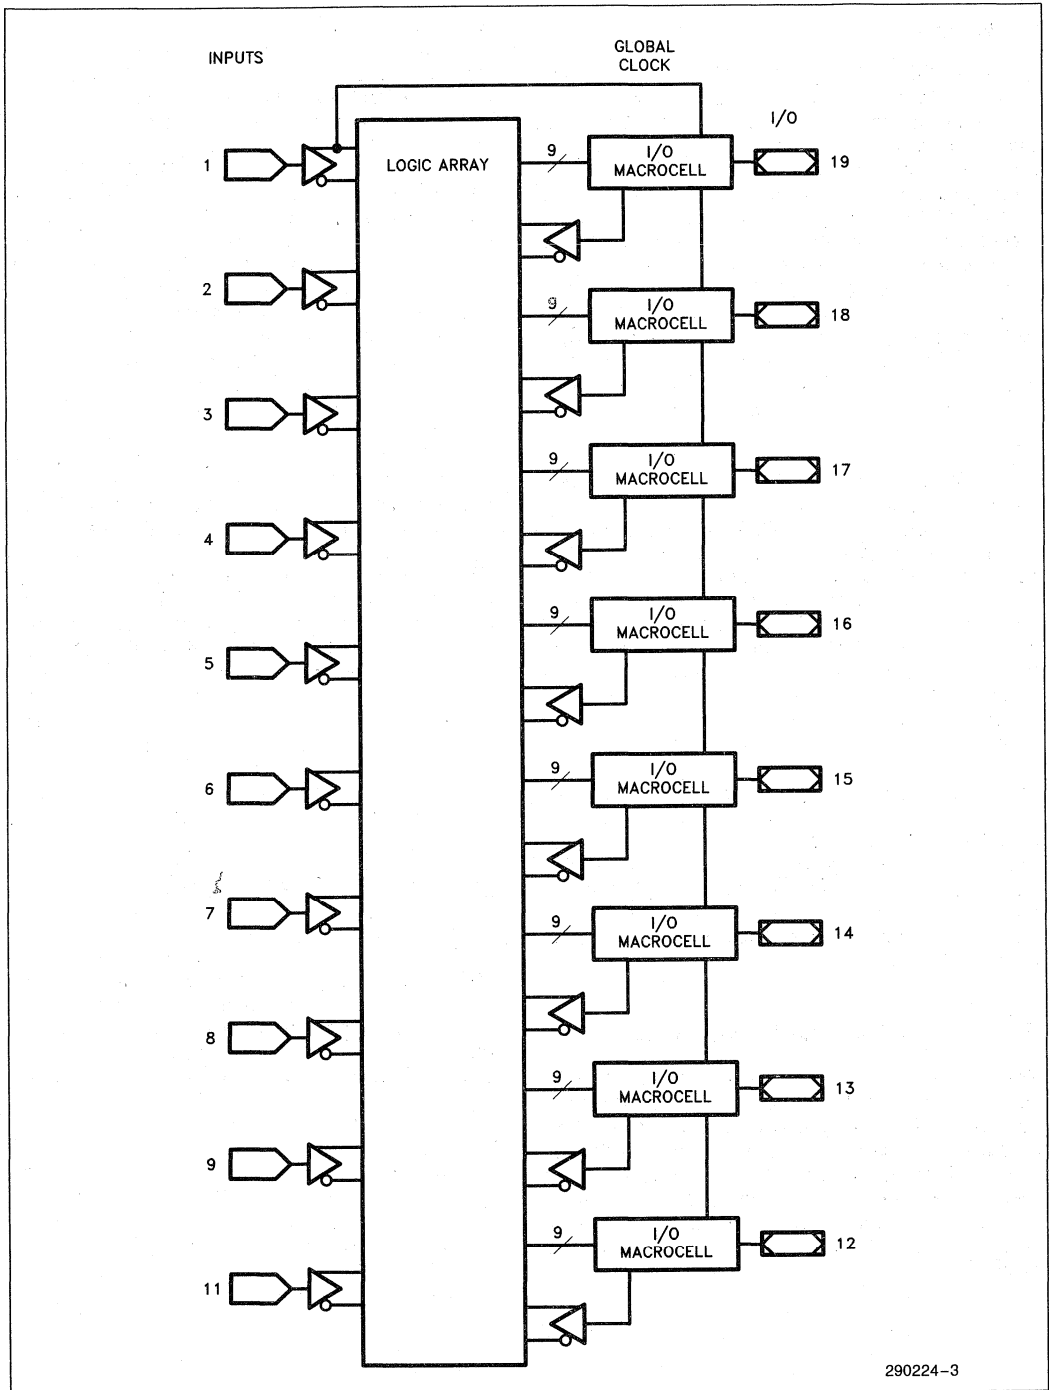 INPUTS
GLOBAL
CLOCK
I/O
LOGIC ARRAY
1
9
I/O
MACROCELL
19
2
9
I/O
MACROCELL
18
3
9
I/O
MACROCELL
17
4
9
I/O
MACROCELL
16
5
9
I/O
MACROCELL
15
6
9
I/O
MACROCELL
14
7
9
I/O
MACROCELL
13
8
9
I/O
MACROCELL
12
9
11
290224-3